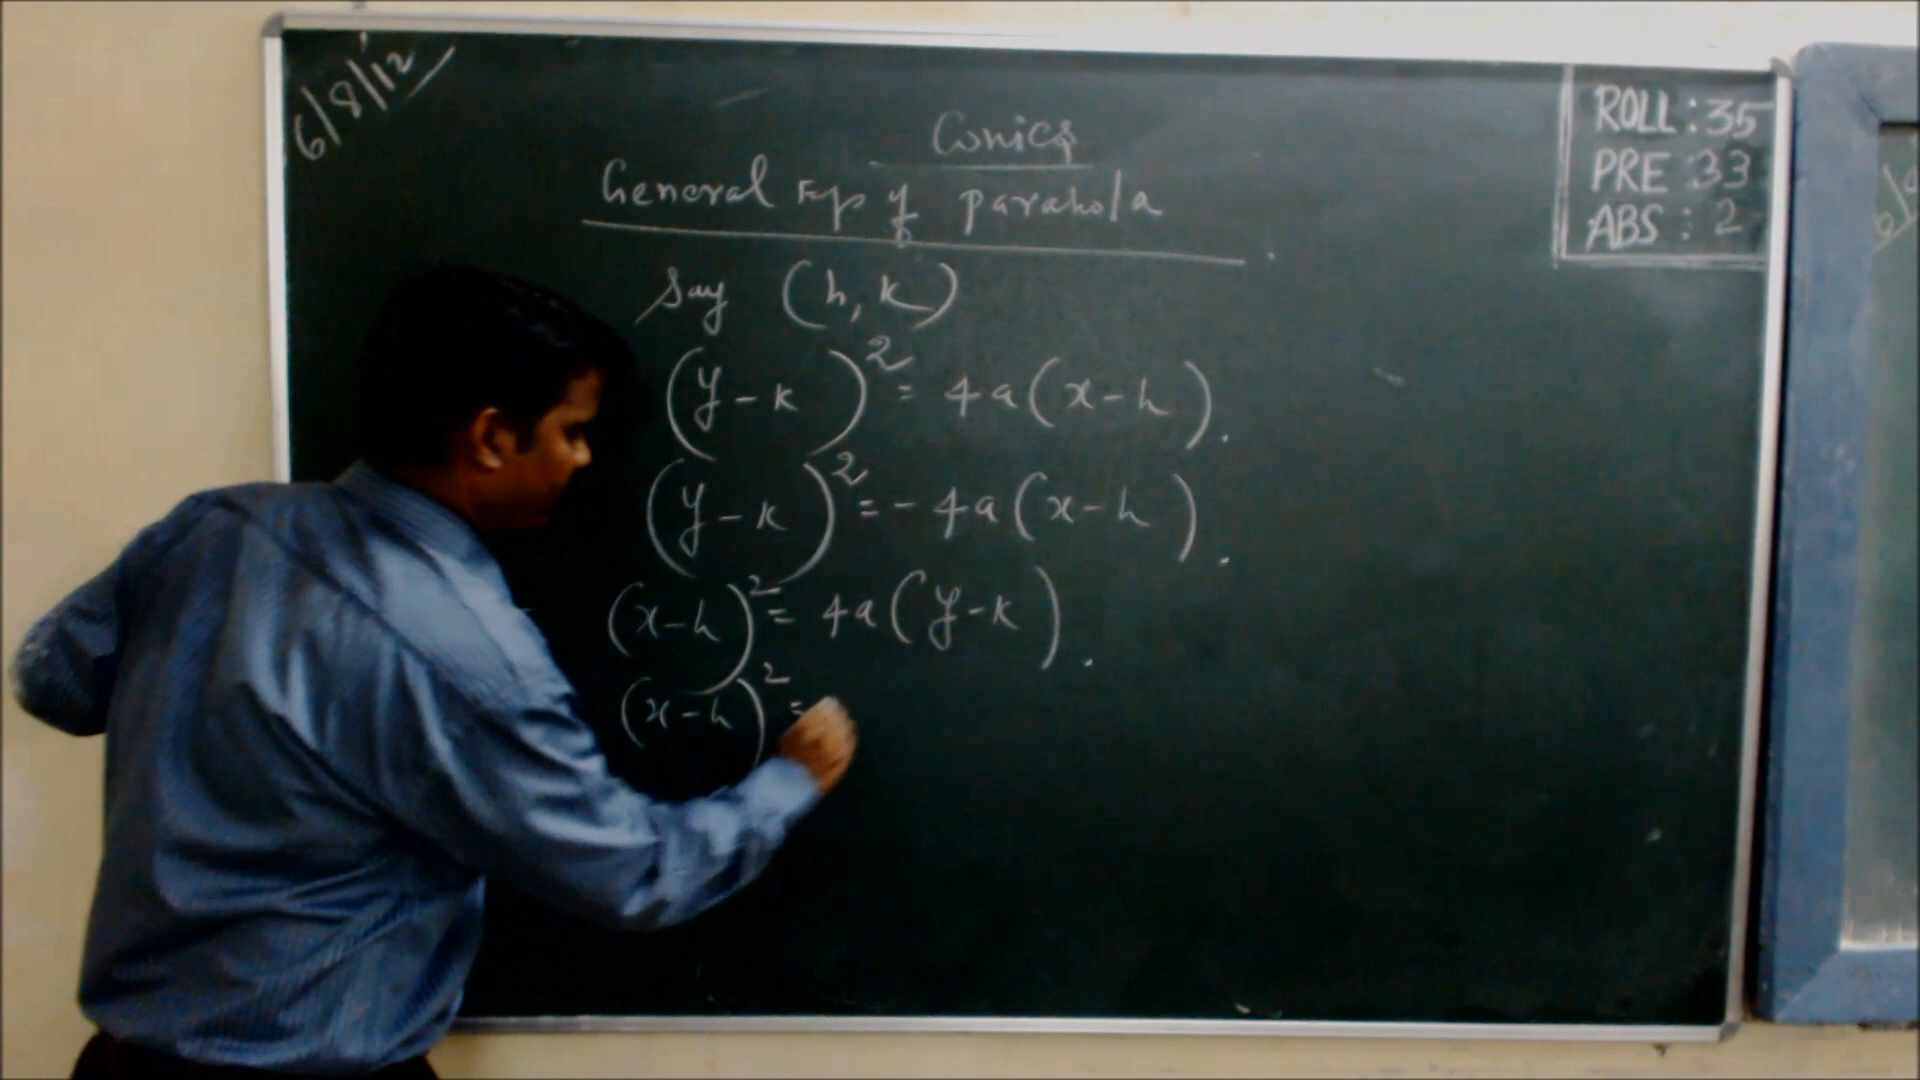 6/8/12
Conics
General Eqn of parabola
Say (h, k)
(y-k)² = 4a(x-h).
(y-k)² = -4a(x-h).
(x-h)² = 4a(y-k).
(x-h)² =
ROLL: 35
PRE: 33
ABS: 2